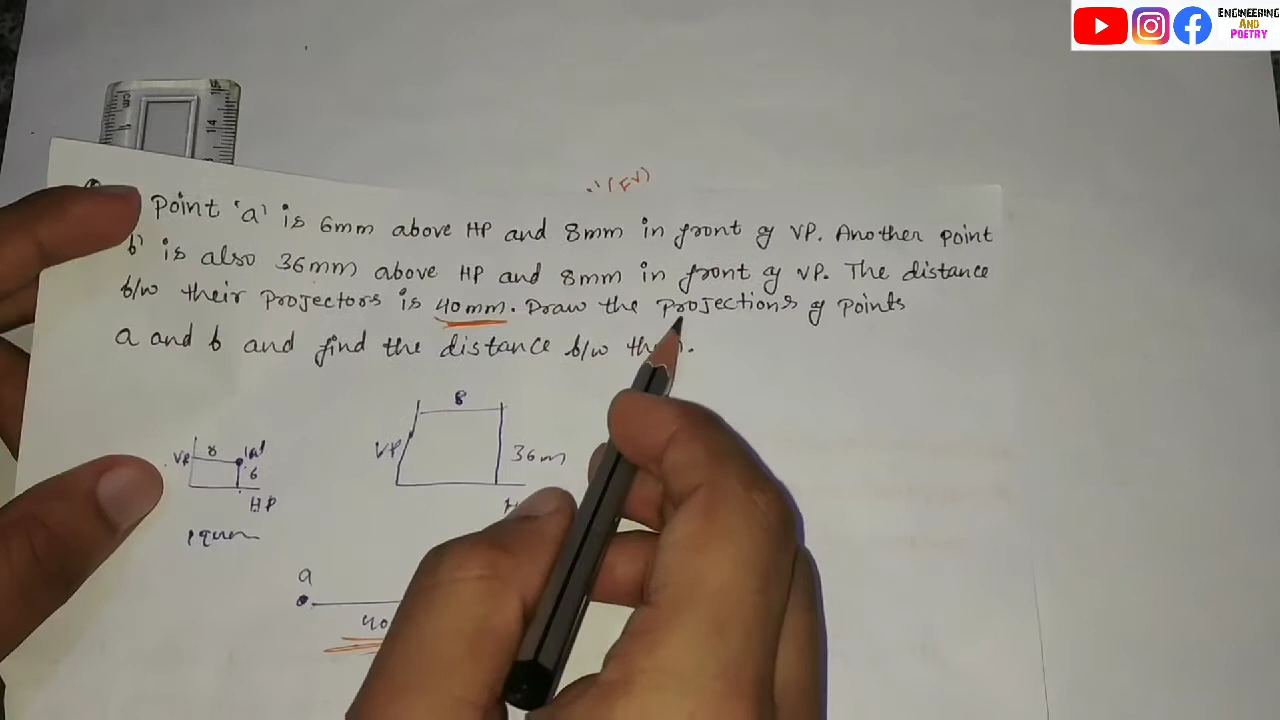 ENGINEERING
AND
POETRY
.' (FV)
Point 'a' is 6mm above HP and 8mm in front of VP. Another point
'b' is also 36mm above HP and 8mm in front of VP. The distance
b/w their projectors is 40mm. Draw the projections of points
a and b and find the distance b/w
8
VP
36m
VP 8 'a'
6
HP
a
40